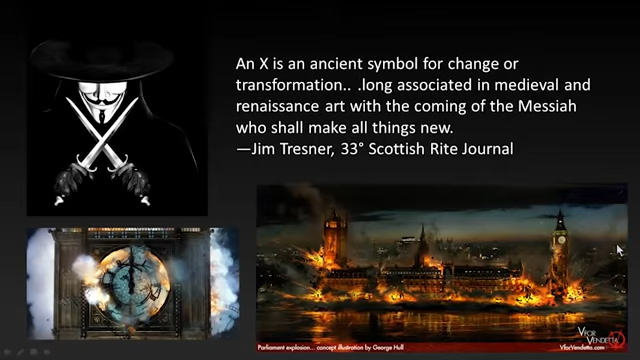 An X is an ancient symbol for change or
transformation.. .long associated in medieval and
renaissance art with the coming of the Messiah
who shall make all things new.
—Jim Tresner, 33° Scottish Rite Journal
Parliament explosion... concept illustration by George Hull
V FOR
VENDETTA
VforVendetta.com